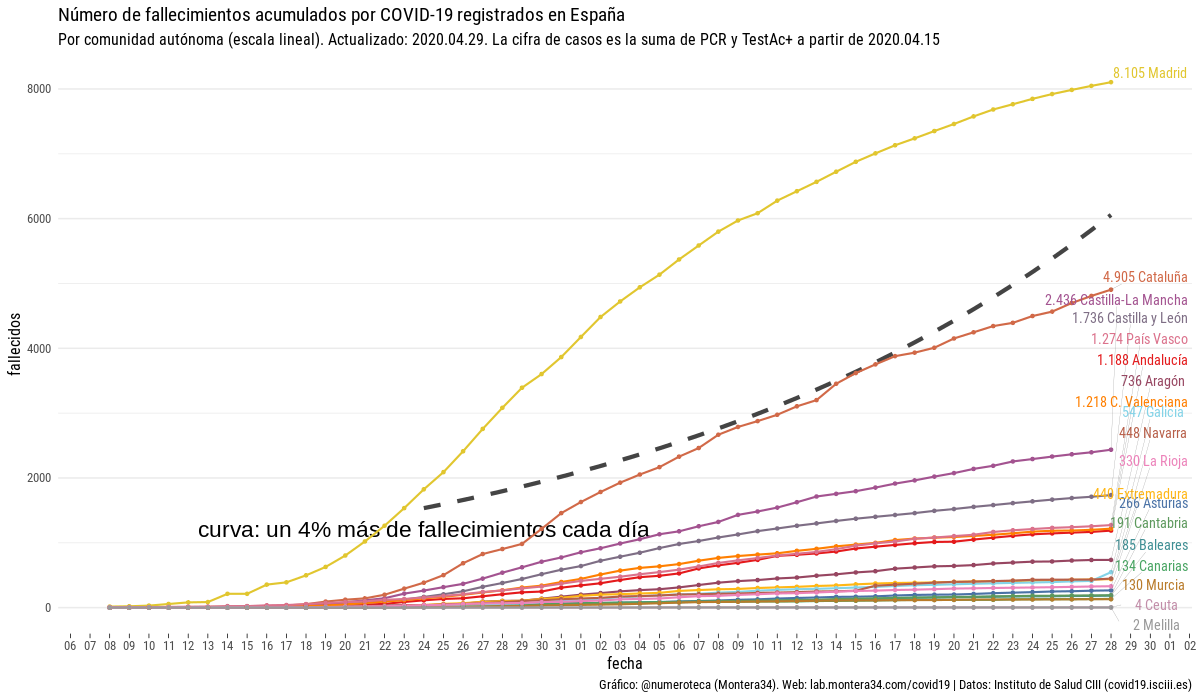 Número de fallecimientos acumulados por COVID-19 registrados en España
Por comunidad autónoma (escala lineal). Actualizado: 2020.04.29. La cifra de casos es la suma de PCR y TestAc+ a partir de 2020.04.15
8.105 Madrid
8000
6000
4.905 Cataluña
2.436 Castilla-La Mancha
1.736 Castilla y León
fallecidos
1.274 País Vasco
4000
1.188 Andalucía
736 Aragón
1.218 C. Valenciana
547 Galicia
448 Navarra
330 La Rioja
2000
449 Extremadura
266 Asturias
curva: un 4% más de fallecimientos cada día
191 Cantabria
185 Baleares
134 Canarias
130 Murcia
0
4 Ceuta
2 Melilla
06 07 08 09 10 11 12 13 14 15 16 17 18 19 20 21 22 23 24 25 26 27 28 29 30 31 01 02 03 04 05 06 07 08 09 10 11 12 13 14 15 16 17 18 19 20 21 22 23 24 25 26 27 28 29 30 01 02
fecha
Gráfico: @numeroteca (Montera34). Web: lab.montera34.com/covid19 | Datos: Instituto de Salud CIII (covid19.isciii.es)